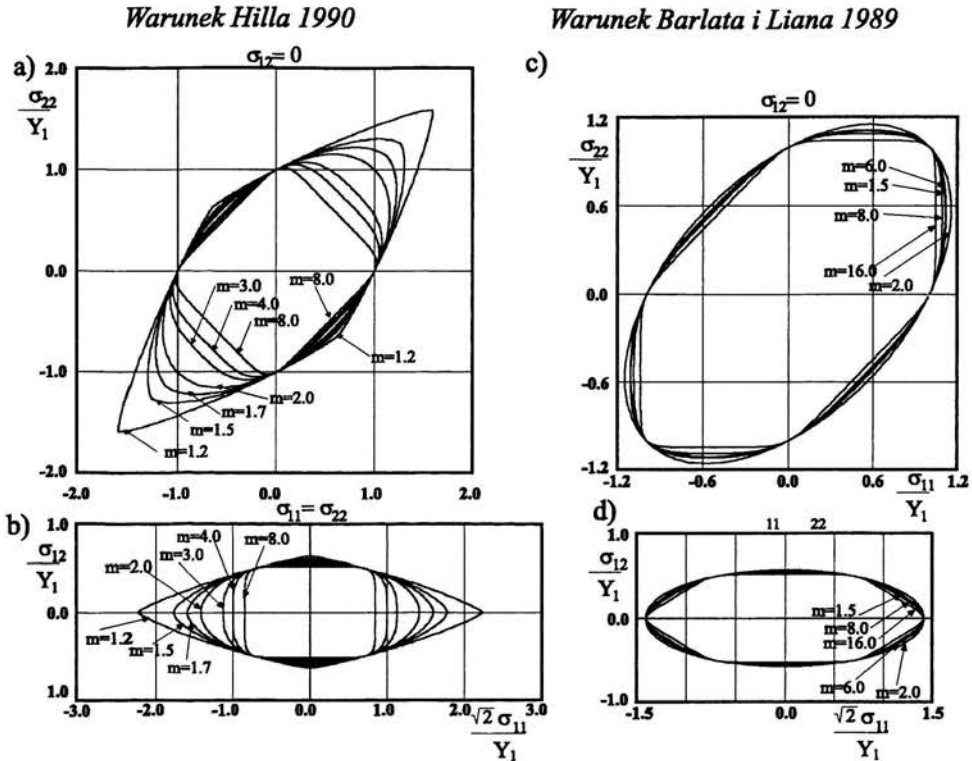 Warunek Hilla 1990
Warunek Barlata i Liana 1989
a)
σ12= 0
σ22
Y1
2.0
1.0
0.0
-1.0
-2.0
m=8.0
m=3.0
m=4.0
m=8.0
m=1.2
m=2.0
m=1.7
m=1.5
m=1.2
-2.0 -1.0 0.0 1.0 2.0
b)
σ11= σ22
σ12
Y1
1.0
0.0
1.0
m=4.0
m=3.0
m=8.0
m=2.0
m=1.2
m=1.5
m=1.7
-3.0 -2.0 -1.0 0.0 1.0 2.0 3.0
√2 σ11
Y1
c)
σ12= 0
σ22
Y1
1.2
0.6
0.0
-0.6
-1.2
m=6.0
m=1.5
m=8.0
m=16.0
m=2.0
-1.2 -0.6 0.0 0.6 1.2
σ11
Y1
d)
11 22
σ12
Y1
1.0
0.0
-1.0
m=1.5
m=8.0
m=16.0
m=6.0
m=2.0
-1.5 0.0 1.5
√2 σ11
Y1